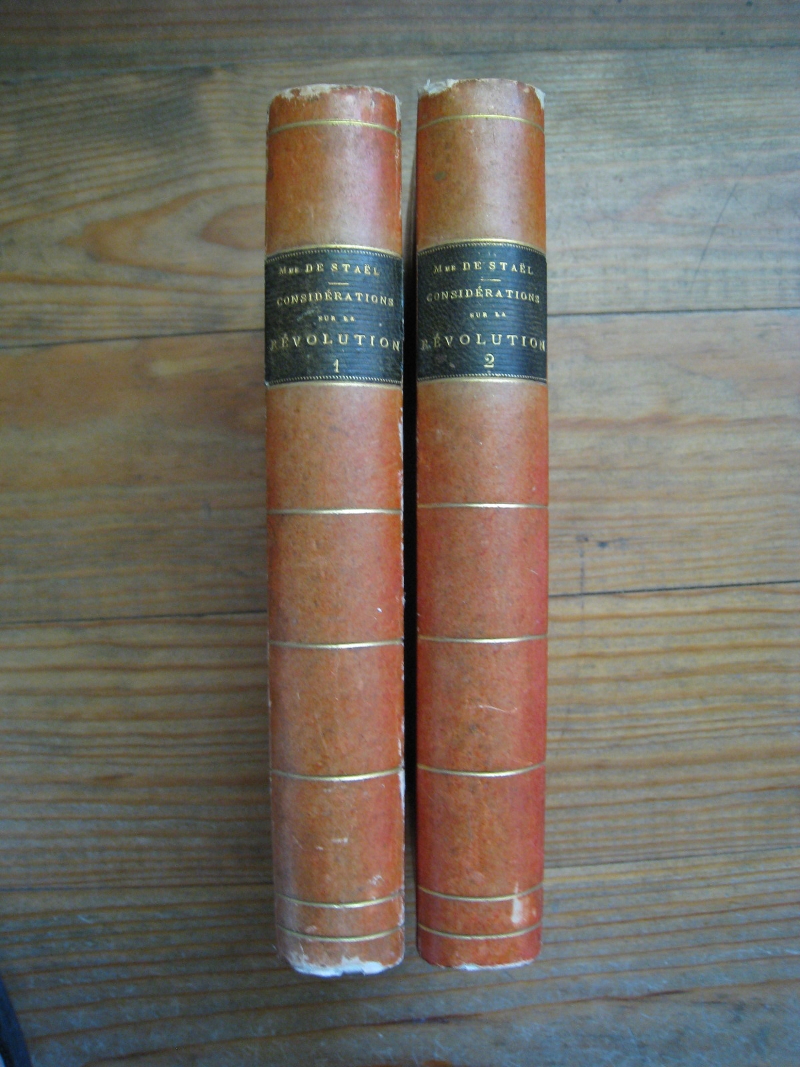 Mme DE STAËL
CONSIDÉRATIONS
SUR LA
RÉVOLUTION
1
Mme DE STAËL
CONSIDÉRATIONS
SUR LA
RÉVOLUTION
2